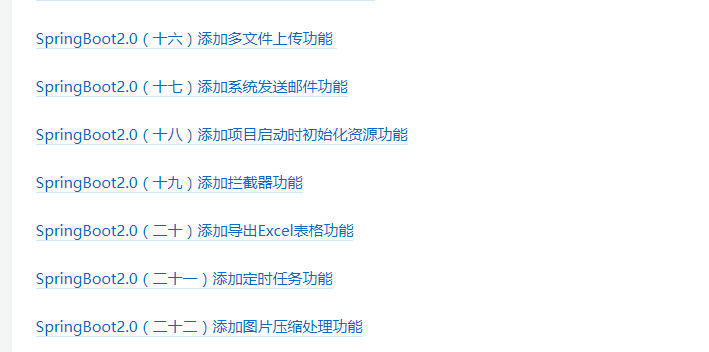 SpringBoot2.0（十六）添加多文件上传功能
SpringBoot2.0（十七）添加系统发送邮件功能
SpringBoot2.0（十八）添加项目启动时初始化资源功能
SpringBoot2.0（十九）添加拦截器功能
SpringBoot2.0（二十）添加导出Excel表格功能
SpringBoot2.0（二十一）添加定时任务功能
SpringBoot2.0（二十二）添加图片压缩处理功能